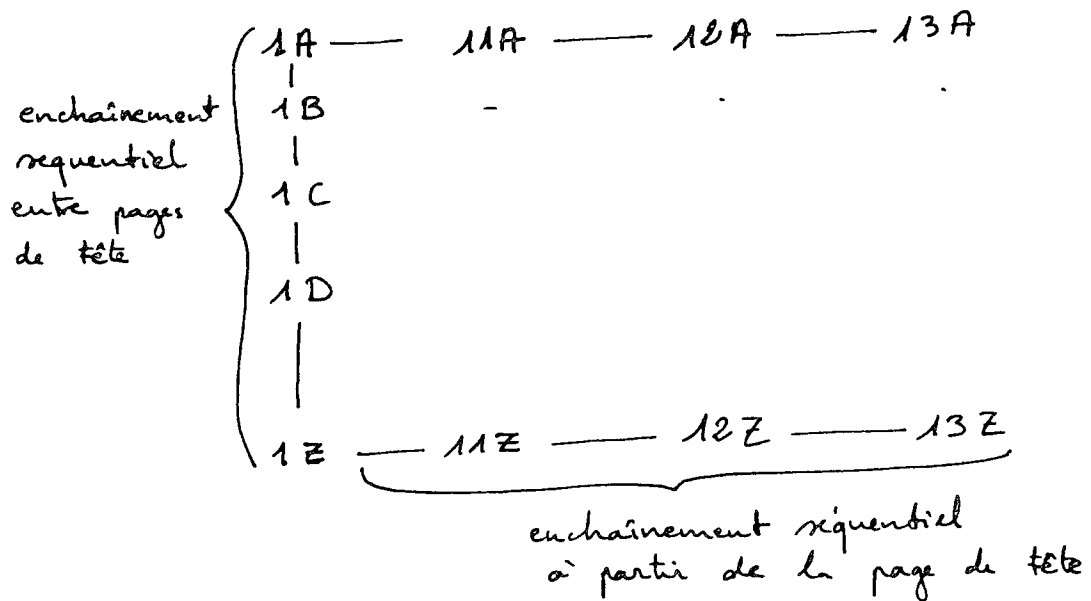 1A — 11A — 12A — 13A
1B
enchaînement
sequentiel
1C
entre pages
de tête
1D
1Z — 11Z — 12Z — 13Z
enchaînement séquentiel
à partir de la page de tête